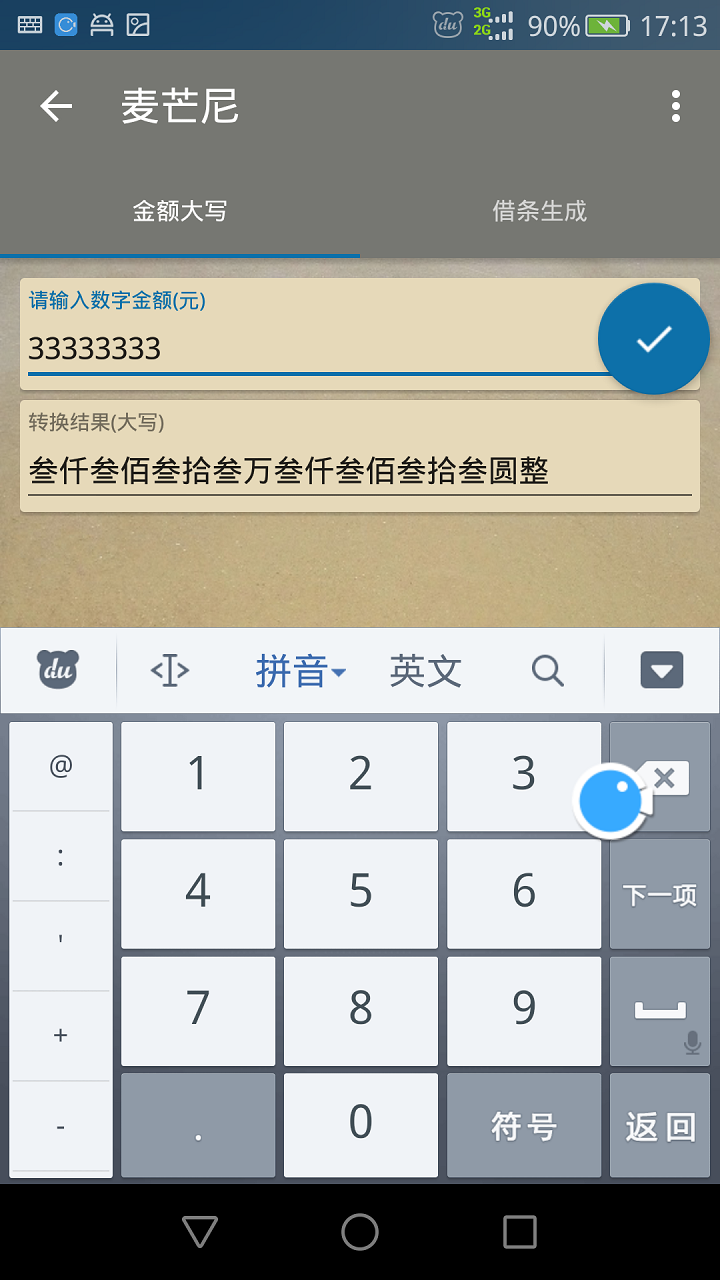 du 3G 2G 90% 17:13
麦芒尼
金额大写 借条生成
请输入数字金额(元)
33333333
转换结果(大写)
叁仟叁佰叁拾叁万叁仟叁佰叁拾叁圆整
du 拼音 英文
@ 1 2 3
: 4 5 6 下一项
' 7 8 9
+
- . 0 符号 返回